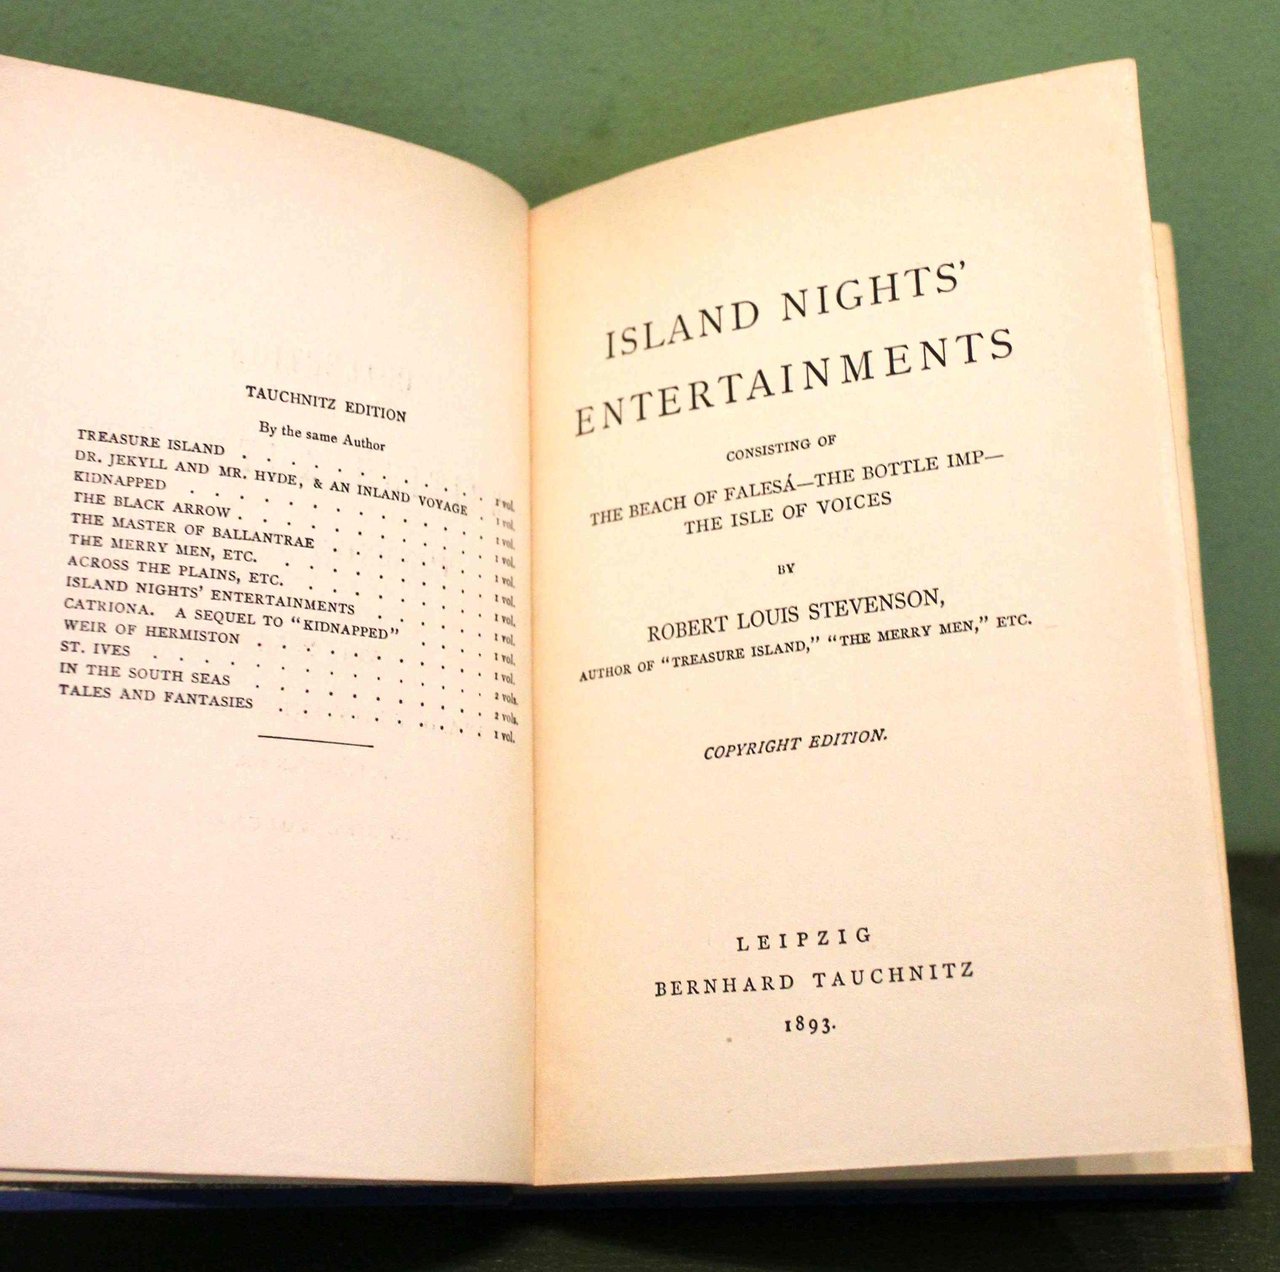 TAUCHNITZ EDITION
By the same Author
TREASURE ISLAND . . . . . . . . . . . 1 vol.
DR. JEKYLL AND MR. HYDE, & AN INLAND VOYAGE . 1 vol.
KIDNAPPED . . . . . . . . . . . . . 1 vol.
THE BLACK ARROW . . . . . . . . . . . 1 vol.
THE MASTER OF BALLANTRAE . . . . . . . 1 vol.
THE MERRY MEN, ETC. . . . . . . . . . 1 vol.
ACROSS THE PLAINS, ETC. . . . . . . . . 1 vol.
ISLAND NIGHTS' ENTERTAINMENTS . . . . . 1 vol.
CATRIONA. A SEQUEL TO "KIDNAPPED" . . . . 1 vol.
WEIR OF HERMISTON . . . . . . . . . . 1 vol.
ST. IVES . . . . . . . . . . . . . . 2 vols.
IN THE SOUTH SEAS . . . . . . . . . . 2 vols.
TALES AND FANTASIES . . . . . . . . . 1 vol.
ISLAND NIGHTS'
ENTERTAINMENTS
CONSISTING OF
THE BEACH OF FALESÁ—THE BOTTLE IMP—
THE ISLE OF VOICES
BY
ROBERT LOUIS STEVENSON,
AUTHOR OF "TREASURE ISLAND," "THE MERRY MEN," ETC.
COPYRIGHT EDITION.
LEIPZIG
BERNHARD TAUCHNITZ
1893.